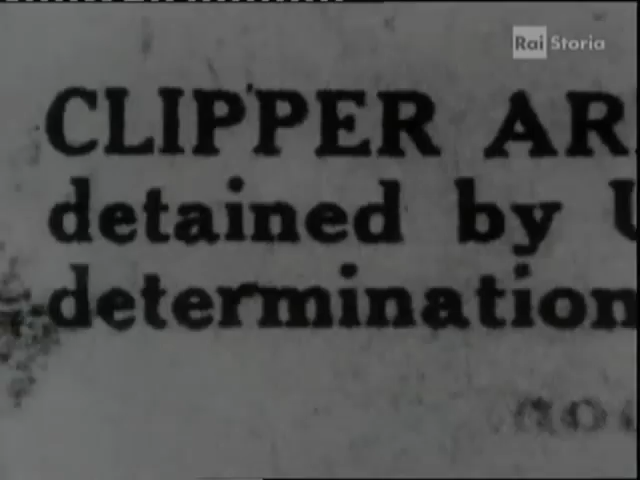 Rai Storia
CLIPPER AR
detained by U
determination